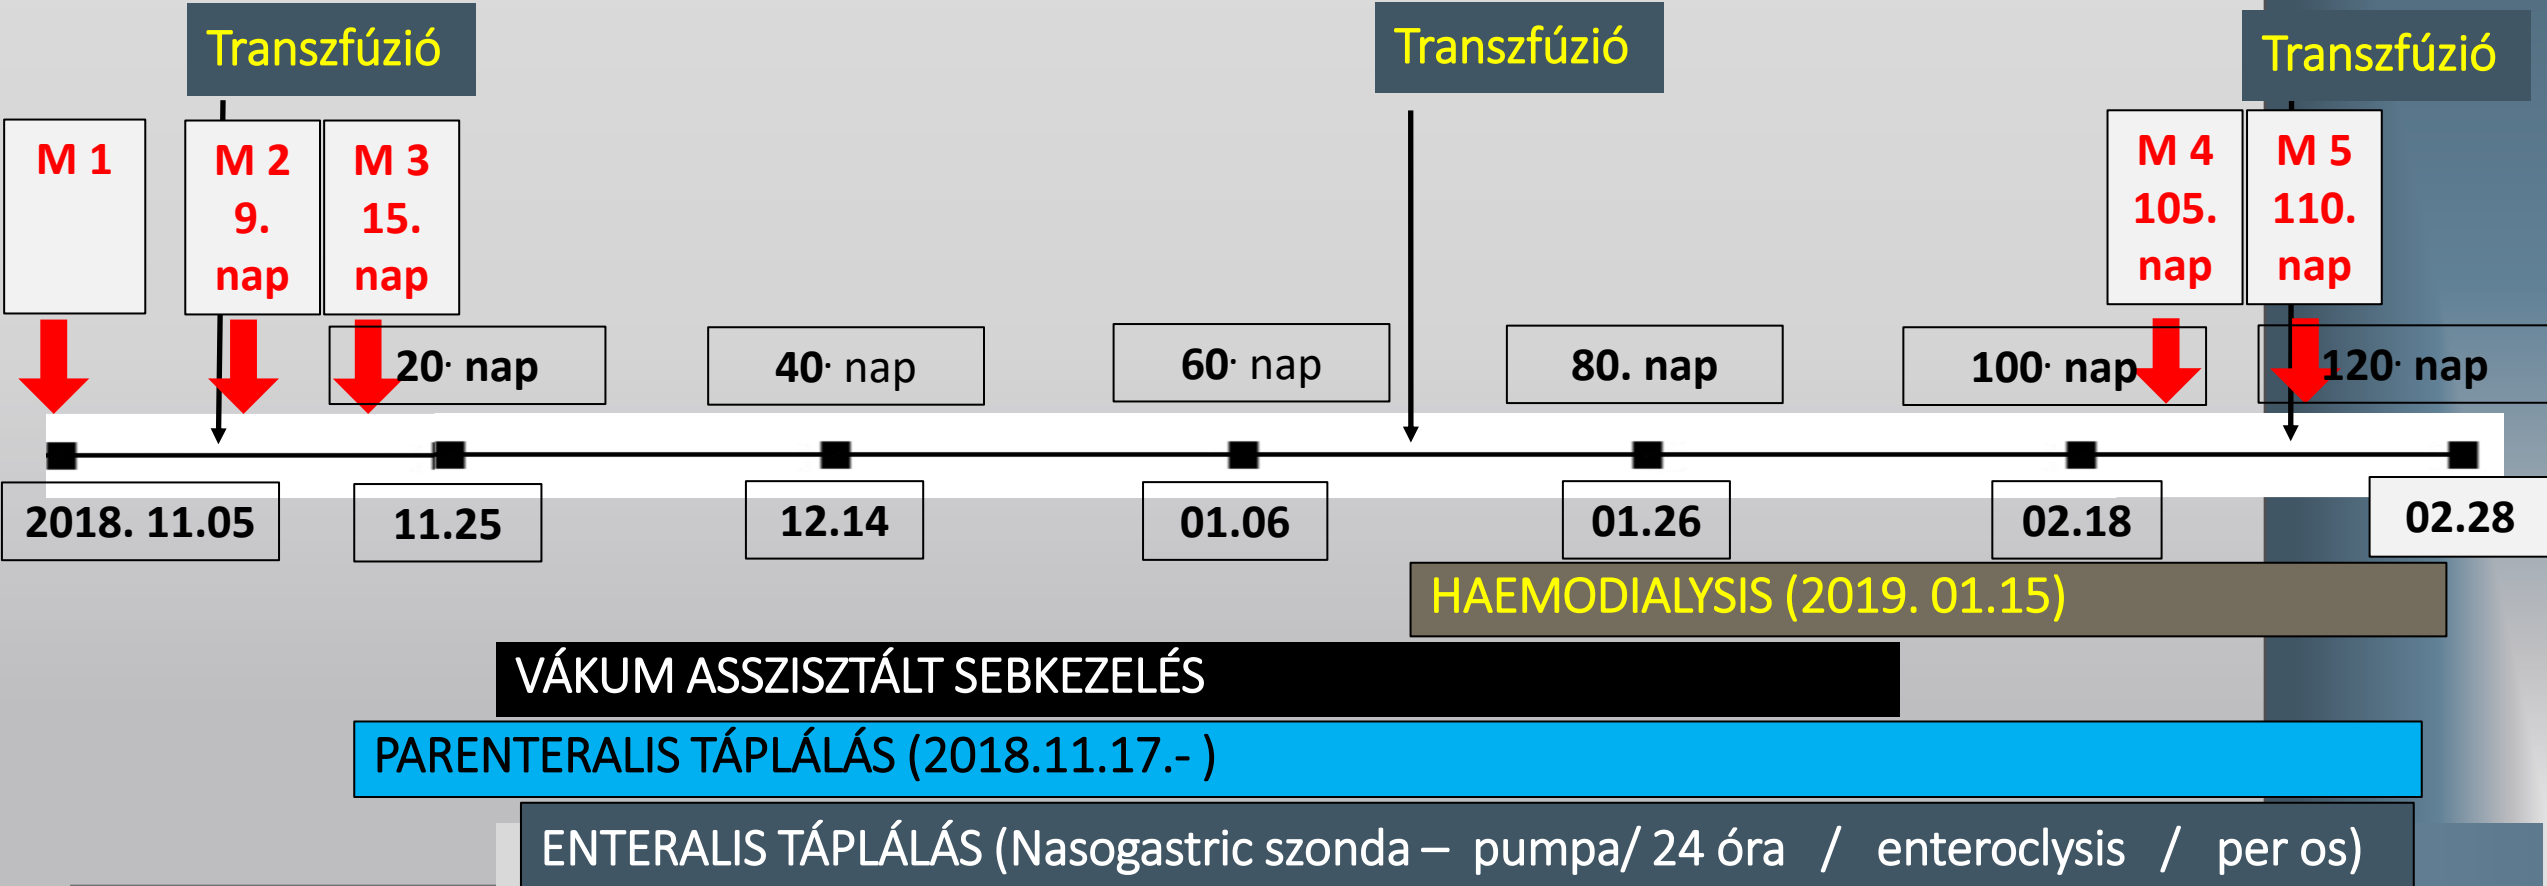 Transzfúzió
Transzfúzió
Transzfúzió
M 1
M 2
9.
nap
M 3
15.
nap
M 4
105.
nap
M 5
110.
nap
20. nap
40. nap
60. nap
80. nap
100. nap
120. nap
2018. 11.05
11.25
12.14
01.06
01.26
02.18
02.28
HAEMODIALYSIS (2019. 01.15)
VÁKUM ASSZISZTÁLT SEBKEZELÉS
PARENTERALIS TÁPLÁLÁS (2018.11.17.- )
ENTERALIS TÁPLÁLÁS (Nasogastric szonda – pumpa/ 24 óra / enteroclysis / per os)